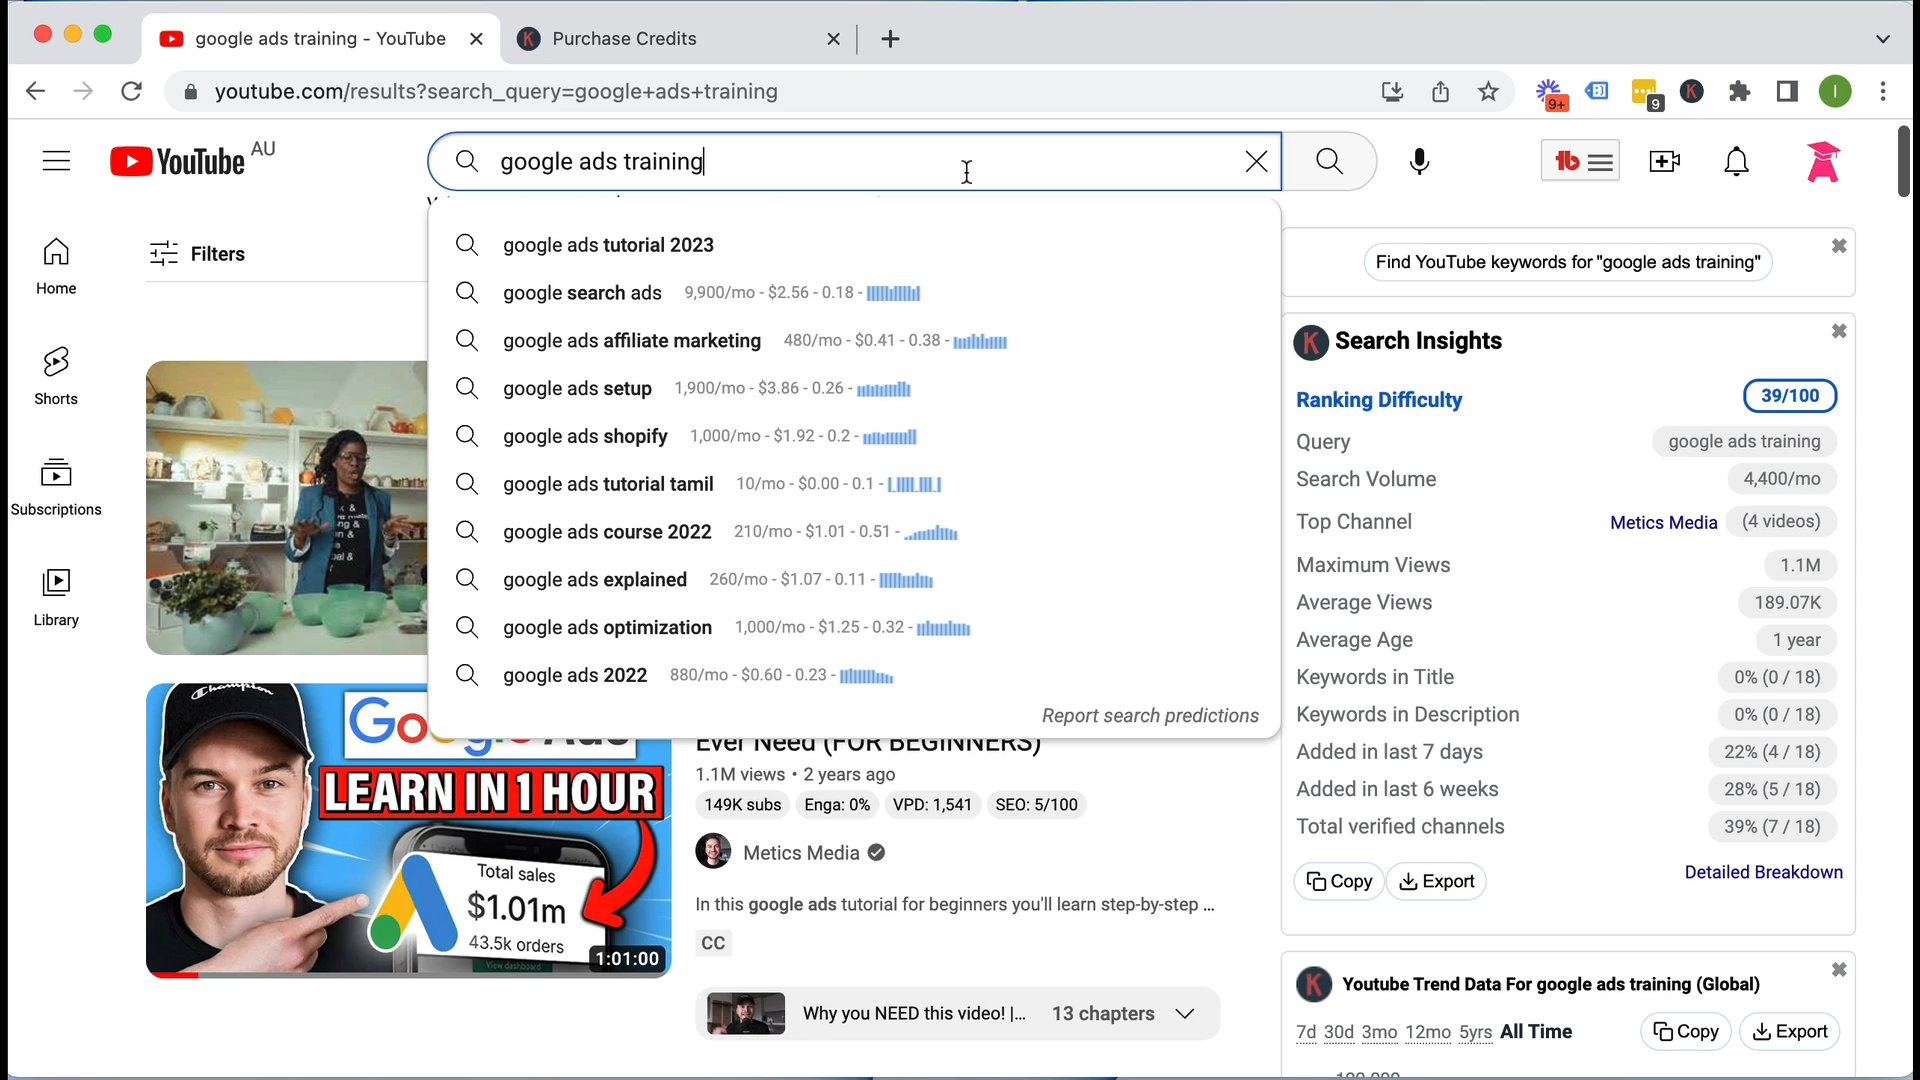 google ads training - YouTube
Purchase Credits
youtube.com/results?search_query=google+ads+training
9+
9
I
YouTube AU
google ads training
Home
Shorts
Subscriptions
Library
Filters
google ads tutorial 2023
google search ads 9,900/mo - $2.56 - 0.18 -
google ads affiliate marketing 480/mo - $0.41 - 0.38 -
google ads setup 1,900/mo - $3.86 - 0.26 -
google ads shopify 1,000/mo - $1.92 - 0.2 -
google ads tutorial tamil 10/mo - $0.00 - 0.1 -
google ads course 2022 210/mo - $1.01 - 0.51 -
google ads explained 260/mo - $1.07 - 0.11 -
google ads optimization 1,000/mo - $1.25 - 0.32 -
google ads 2022 880/mo - $0.60 - 0.23 -
Report search predictions
Champion
LEARN IN 1 HOUR
Total sales
$1.01m
43.5k orders
View dashboard
1:01:00
Ever Need (FOR BEGINNERS)
1.1M views • 2 years ago
149K subs Enga: 0% VPD: 1,541 SEO: 5/100
Metics Media
In this google ads tutorial for beginners you'll learn step-by-step ...
CC
Why you NEED this video! |... 13 chapters
Find YouTube keywords for "google ads training"
K Search Insights
Ranking Difficulty 39/100
Query google ads training
Search Volume 4,400/mo
Top Channel Metics Media (4 videos)
Maximum Views 1.1M
Average Views 189.07K
Average Age 1 year
Keywords in Title 0% (0 / 18)
Keywords in Description 0% (0 / 18)
Added in last 7 days 22% (4 / 18)
Added in last 6 weeks 28% (5 / 18)
Total verified channels 39% (7 / 18)
Copy Export Detailed Breakdown
K Youtube Trend Data For google ads training (Global)
7d 30d 3mo 12mo 5yrs All Time Copy Export